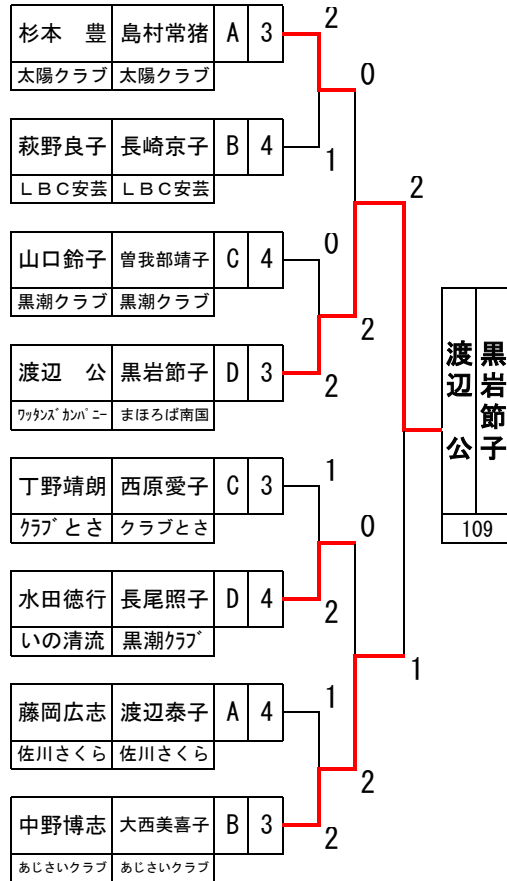 杉本　豊 島村常猪 A 3
太陽クラブ 太陽クラブ
萩野良子 長崎京子 B 4
ＬＢＣ安芸 ＬＢＣ安芸
山口鈴子 曽我部靖子 C 4
黒潮クラブ 黒潮クラブ
渡辺　公 黒岩節子 D 3
ﾜｯﾀﾝｽﾞｶﾝﾊﾟﾆｰ まほろば南国
丁野靖朗 西原愛子 C 3
ｸﾗﾌﾞとさ クラブとさ
水田徳行 長尾照子 D 4
いの清流 黒潮ｸﾗﾌﾞ
藤岡広志 渡辺泰子 A 4
佐川さくら 佐川さくら
中野博志 大西美喜子 B 3
あじさいクラブ あじさいクラブ
2
1
0
2
1
2
1
2
0
2
0
2
2
1
渡辺　公
黒岩節子
109